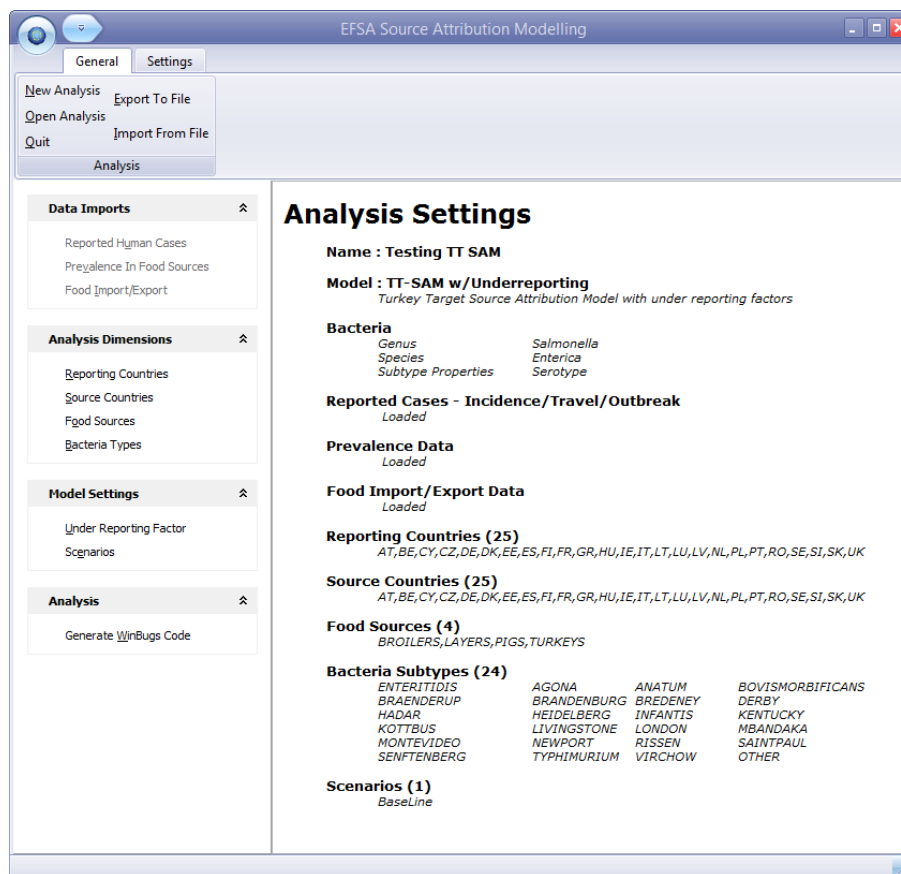 EFSA Source Attribution Modelling
General Settings
New Analysis
Export To File
Open Analysis
Import From File
Quit
Analysis
Data Imports
Reported Human Cases
Prevalence In Food Sources
Food Import/Export
Analysis Dimensions
Reporting Countries
Source Countries
Food Sources
Bacteria Types
Model Settings
Under Reporting Factor
Scenarios
Analysis
Generate WinBugs Code
Analysis Settings
Name : Testing TT SAM
Model : TT-SAM w/Underreporting
Turkey Target Source Attribution Model with under reporting factors
Bacteria
Genus Salmonella
Species Enterica
Subtype Properties Serotype
Reported Cases - Incidence/Travel/Outbreak
Loaded
Prevalence Data
Loaded
Food Import/Export Data
Loaded
Reporting Countries (25)
AT,BE,CY,CZ,DE,DK,EE,ES,FI,FR,GR,HU,IE,IT,LT,LU,LV,NL,PL,PT,RO,SE,SI,SK,UK
Source Countries (25)
AT,BE,CY,CZ,DE,DK,EE,ES,FI,FR,GR,HU,IE,IT,LT,LU,LV,NL,PL,PT,RO,SE,SI,SK,UK
Food Sources (4)
BROILERS,LAYERS,PIGS,TURKEYS
Bacteria Subtypes (24)
ENTERITIDIS AGONA ANATUM BOVISMORBIFICANS
BRAENDERUP BRANDENBURG BREDENEY DERBY
HADAR HEIDELBERG INFANTIS KENTUCKY
KOTTBUS LIVINGSTONE LONDON MBANDAKA
MONTEVIDEO NEWPORT RISSEN SAINTPAUL
SENFTENBERG TYPHIMURIUM VIRCHOW OTHER
Scenarios (1)
BaseLine